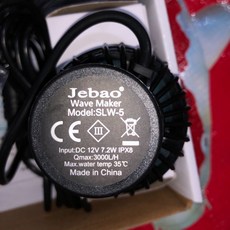 Jebao®
Wave Maker
Model:SLW-5
III
Input:DC 12V 7.2W IPX8
Qmax:3000L/H
Max.water temp 35℃
Made in China